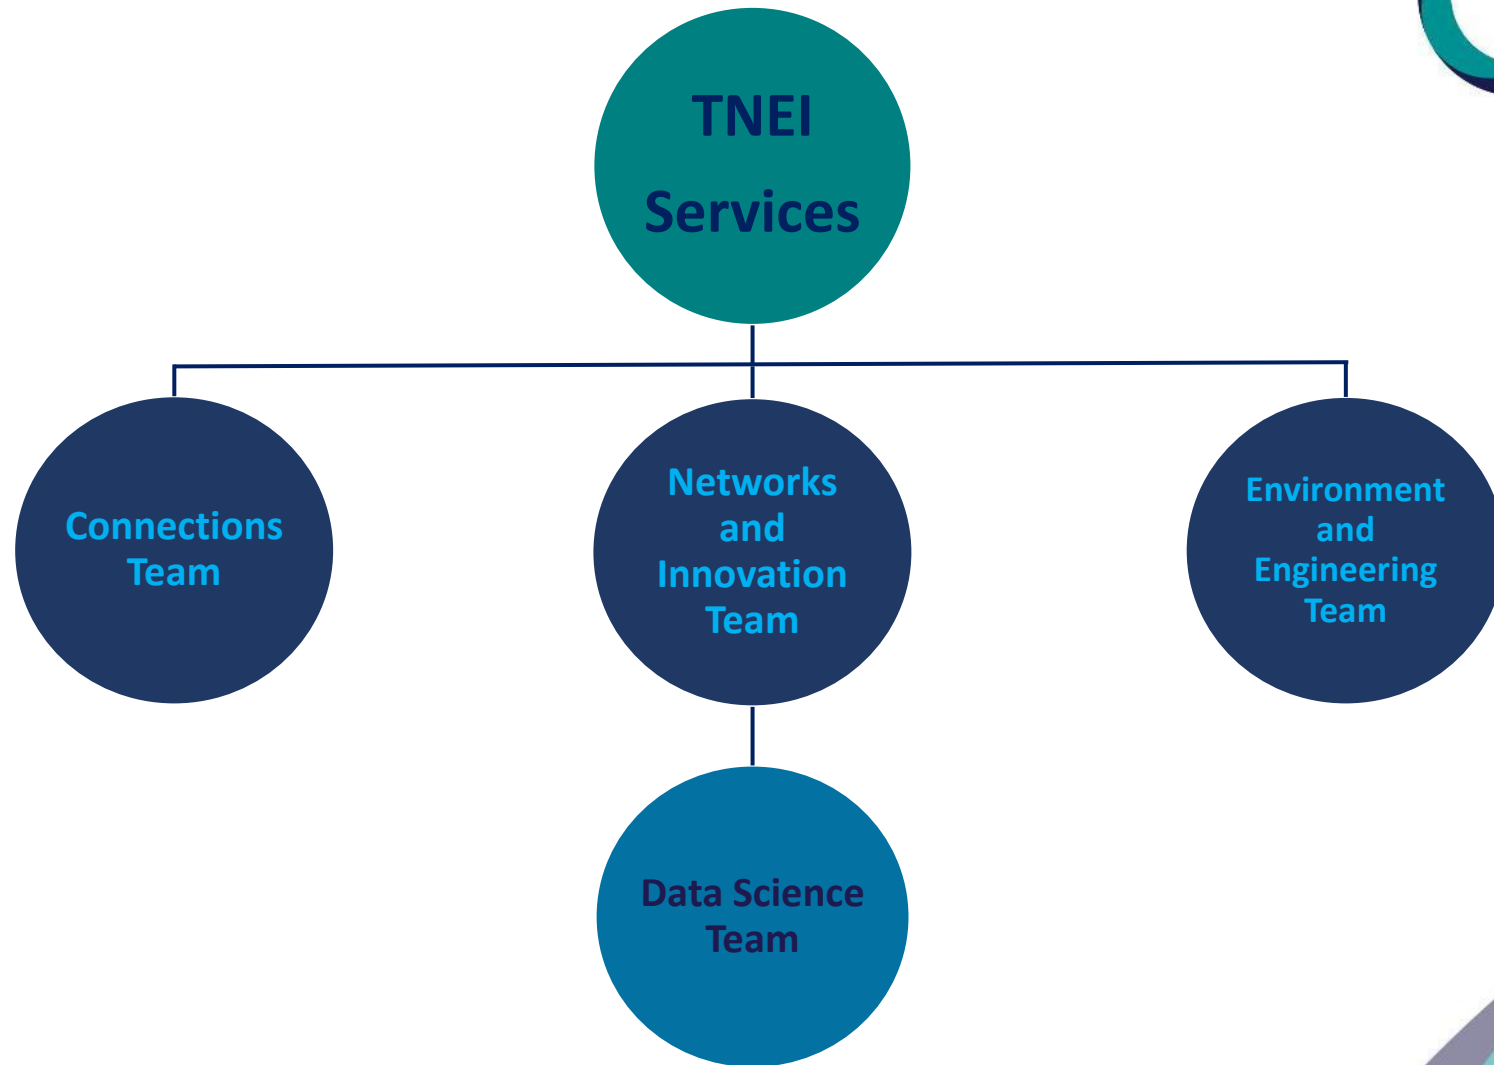 TNEI
Services
Connections
Team
Networks
and
Innovation
Team
Environment
and
Engineering
Team
Data Science
Team